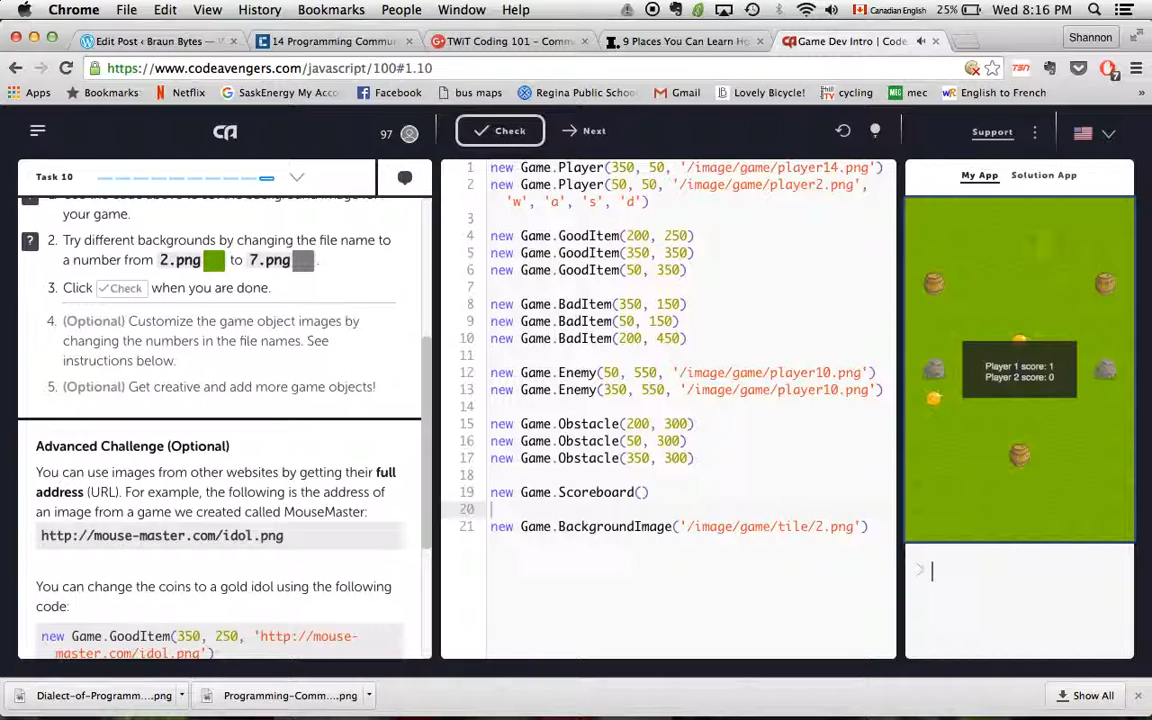 Chrome File Edit View History Bookmarks People Window Help Canadian English 25% Wed 8:16 PM
Edit Post ‹ Braun Bytes — 14 Programming Commu TWiT Coding 101 – Commu 9 Places You Can Learn Ho Game Dev Intro | Code Shannon
https://www.codeavengers.com/javascript/100#1.10
Apps Bookmarks Netflix SaskEnergy My Acco Facebook bus maps Regina Public Schoo Gmail Lovely Bicycle! cycling mec English to French
97 Check Next Support
Task 10
your game.
2. Try different backgrounds by changing the file name to
a number from 2.png to 7.png .
3. Click Check when you are done.
4. (Optional) Customize the game object images by
changing the numbers in the file names. See
instructions below.
5. (Optional) Get creative and add more game objects!
Advanced Challenge (Optional)
You can use images from other websites by getting their full
address (URL). For example, the following is the address of
an image from a game we created called MouseMaster:
http://mouse-master.com/idol.png
You can change the coins to a gold idol using the following
code:
new Game.GoodItem(350, 250, 'http://mouse-
master.com/idol.png')
1 new Game.Player(350, 50, '/image/game/player14.png')
2 new Game.Player(50, 50, '/image/game/player2.png',
'w', 'a', 's', 'd')
3
4 new Game.GoodItem(200, 250)
5 new Game.GoodItem(350, 350)
6 new Game.GoodItem(50, 350)
7
8 new Game.BadItem(350, 150)
9 new Game.BadItem(50, 150)
10 new Game.BadItem(200, 450)
11
12 new Game.Enemy(50, 550, '/image/game/player10.png')
13 new Game.Enemy(350, 550, '/image/game/player10.png')
14
15 new Game.Obstacle(200, 300)
16 new Game.Obstacle(50, 300)
17 new Game.Obstacle(350, 300)
18
19 new Game.Scoreboard()
20
21 new Game.BackgroundImage('/image/game/tile/2.png')
My App Solution App
Player 1 score: 1
Player 2 score: 0
>
Dialect-of-Programm....png Programming-Comm....png Show All